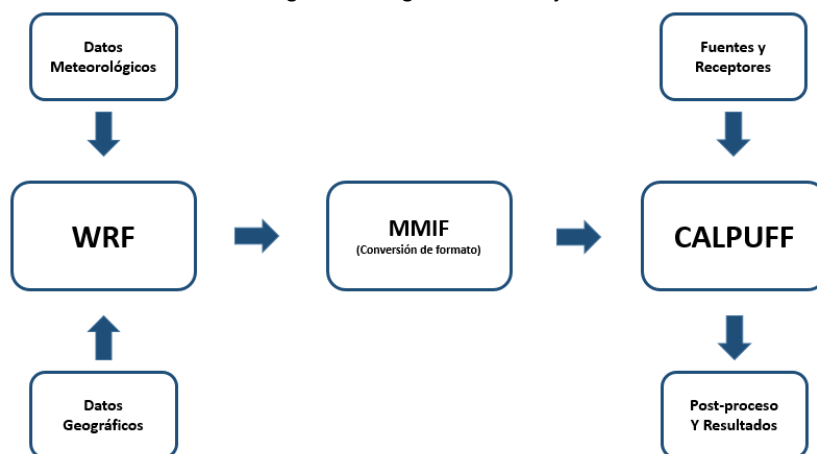 Datos
Meteorológicos
Fuentes y
Receptores
WRF
MMIF
(Conversión de formato)
CALPUFF
Datos
Geográficos
Post-proceso
Y Resultados